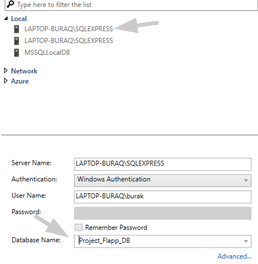 Type here to filter the list
Local
LAPTOP-BURAQ\SQLEXPRESS
LAPTOP-BURAQ\SQLEXPRESS
MSSQLLocalDB
Network
Azure
Server Name: LAPTOP-BURAQ\SQLEXPRESS
Authentication: Windows Authentication
User Name: LAPTOP-BURAQ\burak
Password:
Remember Password
Database Name: Project_Flapp_DB
Advanced...